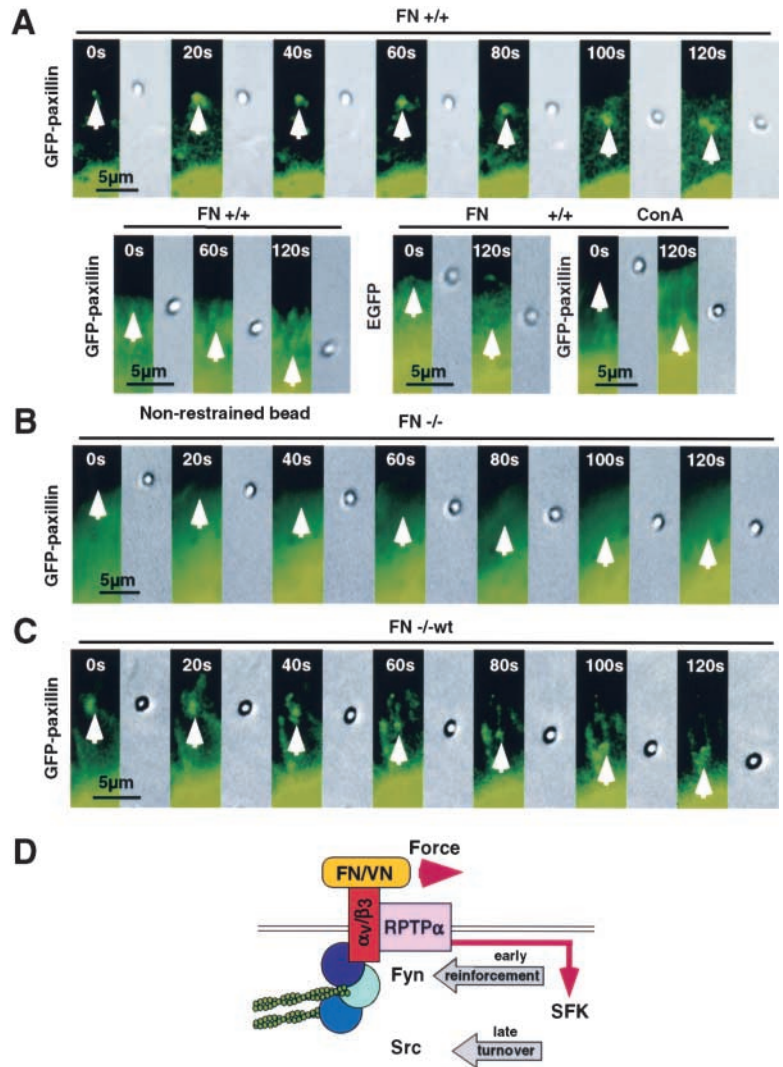 A
FN +/+
GFP-paxillin
0s 20s 40s 60s 80s 100s 120s
5µm
FN +/+
GFP-paxillin
0s 60s 120s
5µm
Non-restrained bead
FN +/+
EGFP
0s 120s
5µm
ConA
GFP-paxillin
0s 120s
5µm
B
FN -/-
GFP-paxillin
0s 20s 40s 60s 80s 100s 120s
5µm
C
FN -/-wt
GFP-paxillin
0s 20s 40s 60s 80s 100s 120s
5µm
D
Force
FN/VN
αv/β3
RPTPα
early
Fyn
reinforcement
SFK
late
Src
turnover